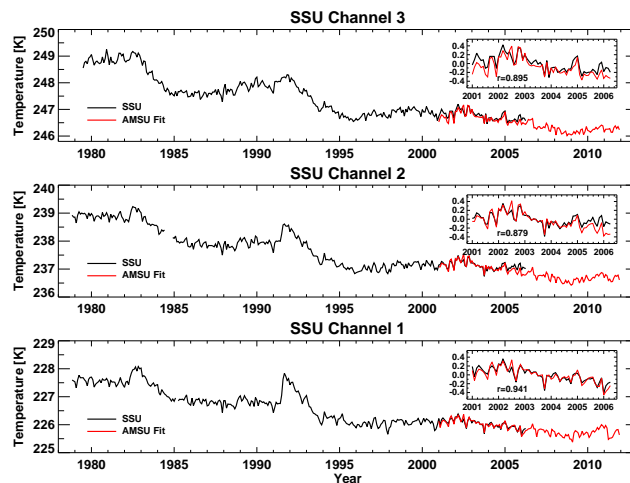 SSU Channel 3
Temperature [K]
250
249
248
247
246
SSU
AMSU Fit
0.4
0.2
0.0
-0.2
-0.4
r=0.895
2001 2002 2003 2004 2005 2006
1980 1985 1990 1995 2000 2005 2010
SSU Channel 2
Temperature [K]
240
239
238
237
236
SSU
AMSU Fit
0.4
0.2
0.0
-0.2
-0.4
r=0.879
2001 2002 2003 2004 2005 2006
1980 1985 1990 1995 2000 2005 2010
SSU Channel 1
Temperature [K]
229
228
227
226
225
SSU
AMSU Fit
0.4
0.2
0.0
-0.2
-0.4
r=0.941
2001 2002 2003 2004 2005 2006
1980 1985 1990 1995 2000 2005 2010
Year